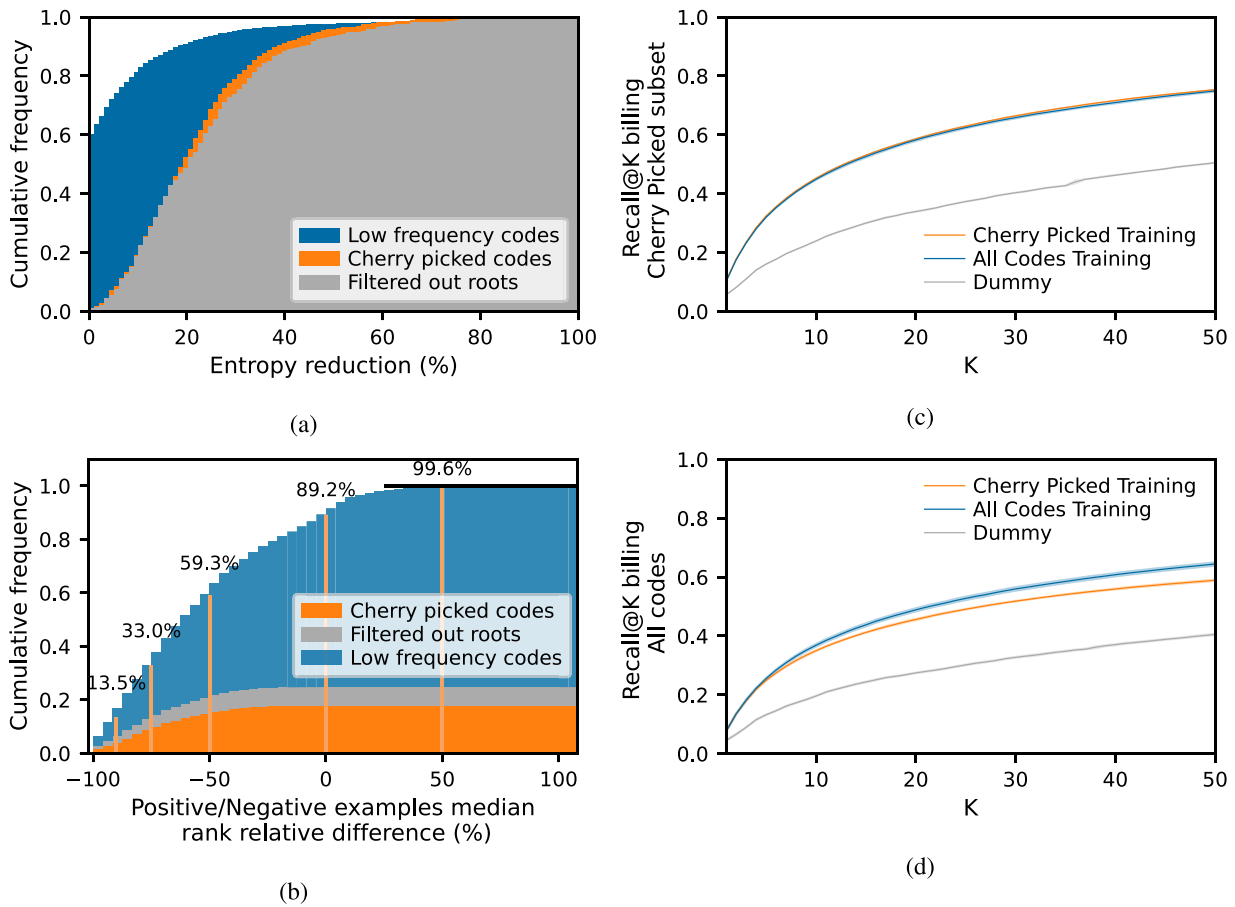 Cumulative frequency
1.0
0.8
0.6
0.4
0.2
0.0
Low frequency codes
Cherry picked codes
Filtered out roots
0 20 40 60 80 100
Entropy reduction (%)
(a)
Recall@K billing
Cherry Picked subset
1.0
0.8
0.6
0.4
0.2
0.0
Cherry Picked Training
All Codes Training
Dummy
10 20 30 40 50
K
(c)
Cumulative frequency
1.0
0.8
0.6
0.4
0.2
0.0
99.6%
89.2%
59.3%
33.0%
13.5%
Cherry picked codes
Filtered out roots
Low frequency codes
−100 −50 0 50 100
Positive/Negative examples median
rank relative difference (%)
(b)
Recall@K billing
All codes
1.0
0.8
0.6
0.4
0.2
0.0
Cherry Picked Training
All Codes Training
Dummy
10 20 30 40 50
K
(d)